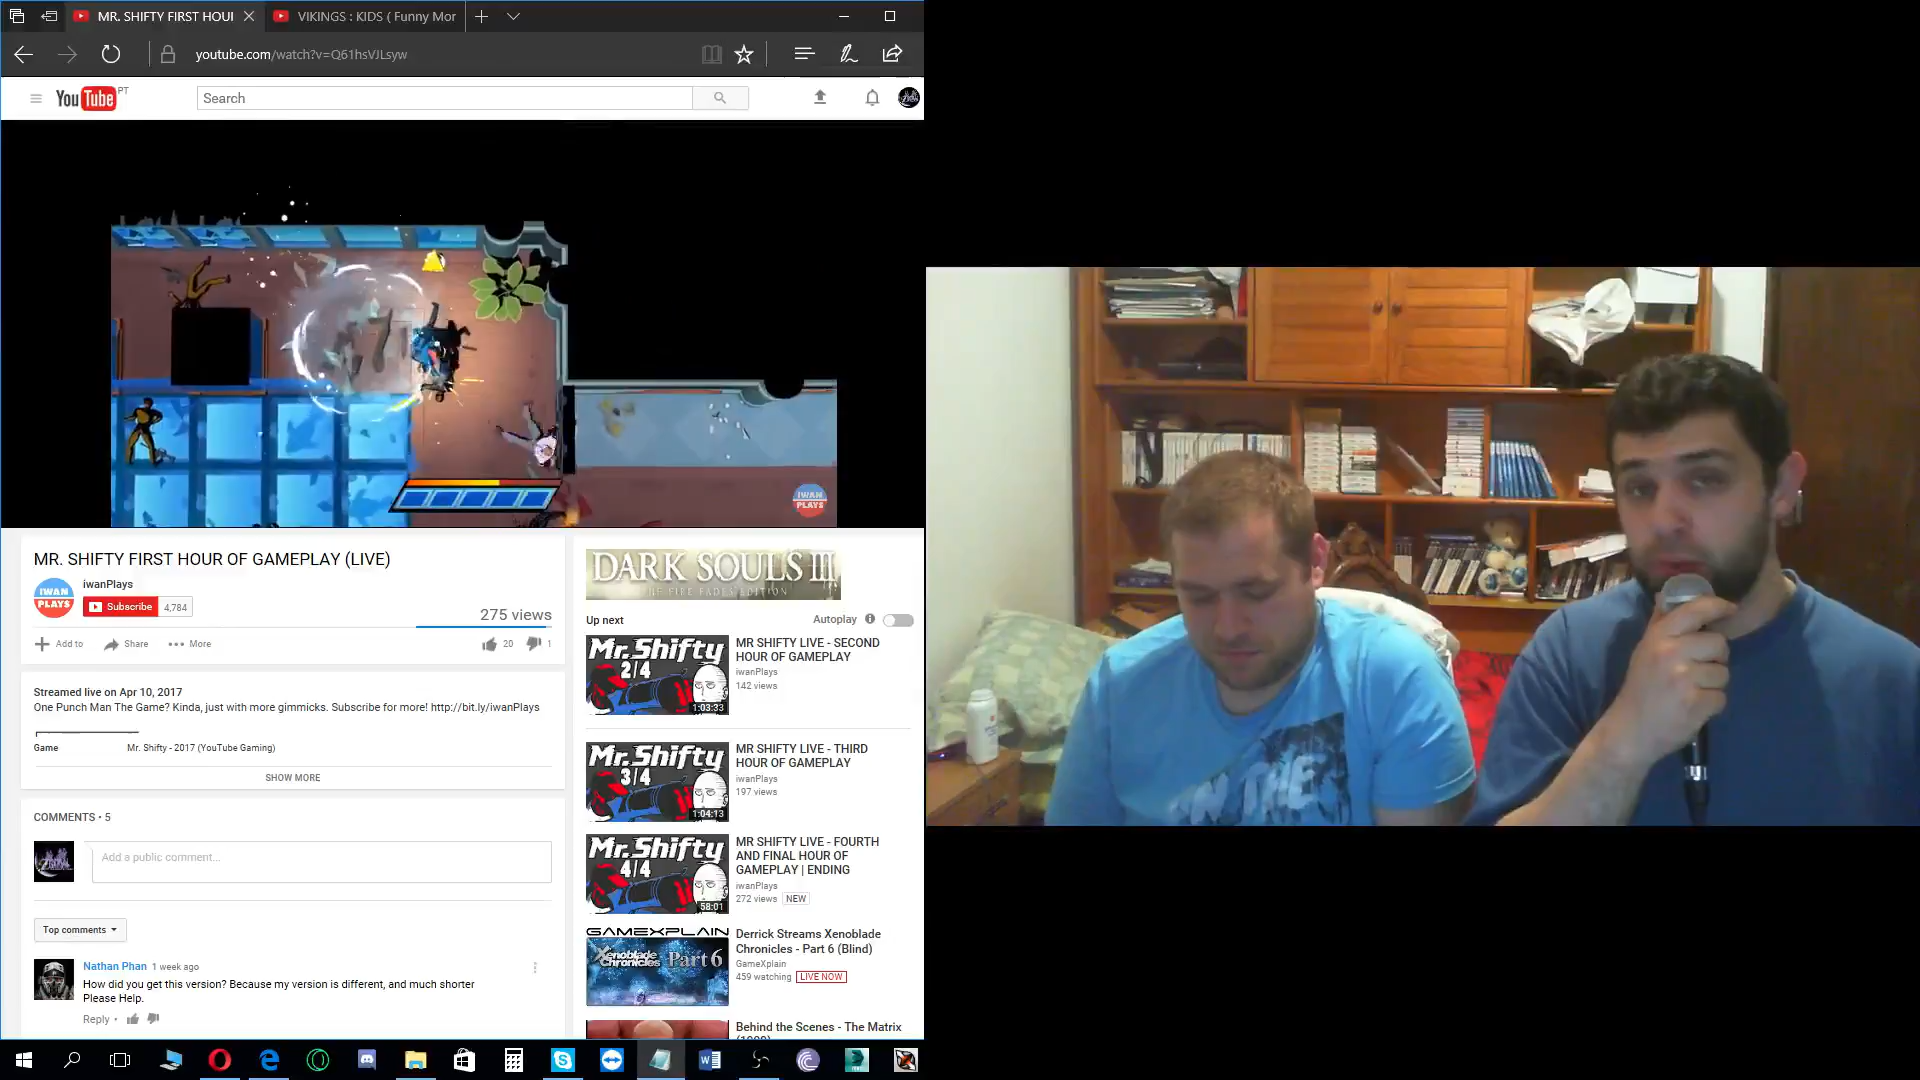 MR. SHIFTY FIRST HOUI
VIKINGS : KIDS ( Funny Mor
youtube.com/watch?v=Q61hsVJLsyw
YouTube PT
Search
IWAN PLAYS
MR. SHIFTY FIRST HOUR OF GAMEPLAY (LIVE)
IWAN PLAYS
iwanPlays
Subscribe 4,784
275 views
Add to Share More 20 1
Streamed live on Apr 10, 2017
One Punch Man The Game? Kinda, just with more gimmicks. Subscribe for more! http://bit.ly/iwanPlays
Game Mr. Shifty - 2017 (YouTube Gaming)
SHOW MORE
COMMENTS • 5
Add a public comment...
Top comments
Nathan Phan 1 week ago
How did you get this version? Because my version is different, and much shorter
Please Help.
Reply •
DARK SOULS III
THE FIRE FADES EDITION
Up next Autoplay
Mr.Shifty
2/4
1:03:33
MR SHIFTY LIVE - SECOND
HOUR OF GAMEPLAY
iwanPlays
142 views
Mr.Shifty
3/4
1:04:13
MR SHIFTY LIVE - THIRD
HOUR OF GAMEPLAY
iwanPlays
197 views
Mr.Shifty
4/4
58:01
MR SHIFTY LIVE - FOURTH
AND FINAL HOUR OF
GAMEPLAY | ENDING
iwanPlays
272 views NEW
GAMEXPLAIN
Xenoblade Chronicles Part 6
Derrick Streams Xenoblade
Chronicles - Part 6 (Blind)
GameXplain
459 watching LIVE NOW
Behind the Scenes - The Matrix
IN THE